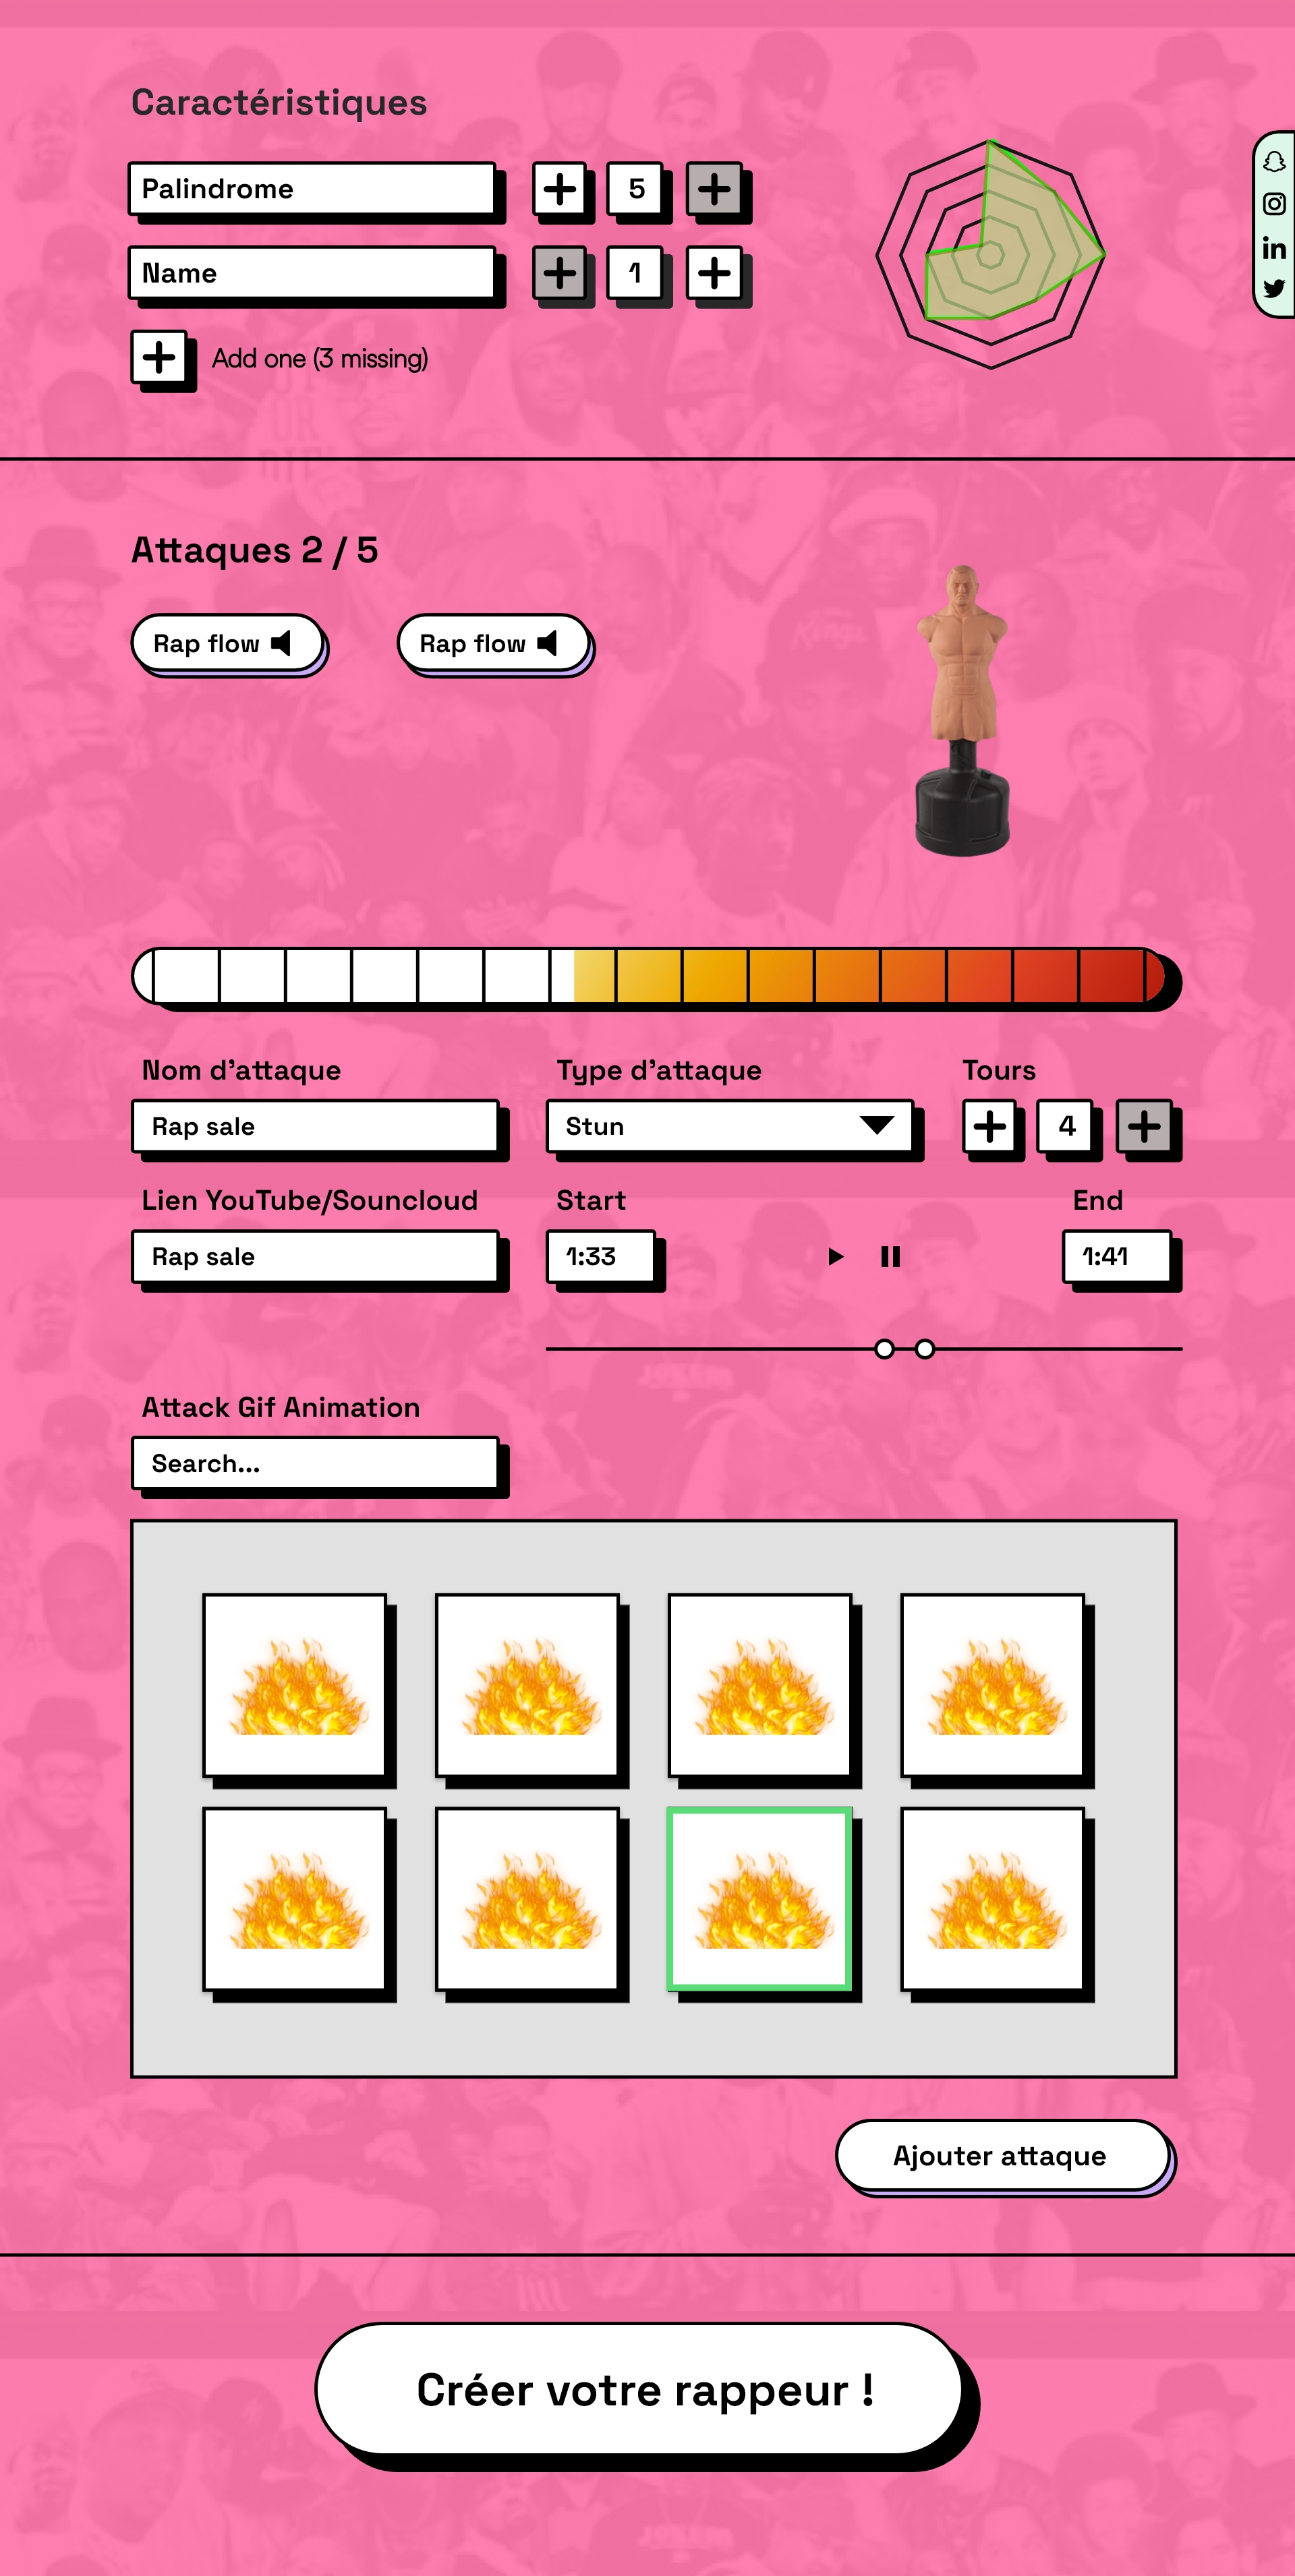 Caractéristiques
Palindrome
5
Name
1
Add one (3 missing)
in
Attaques 2 / 5
Rap flow
Rap flow
Nom d'attaque
Type d'attaque
Tours
Rap sale
Stun
4
Lien YouTube/Souncloud
Start
End
Rap sale
1:33
1:41
Attack Gif Animation
Search...
Ajouter attaque
Créer votre rappeur !